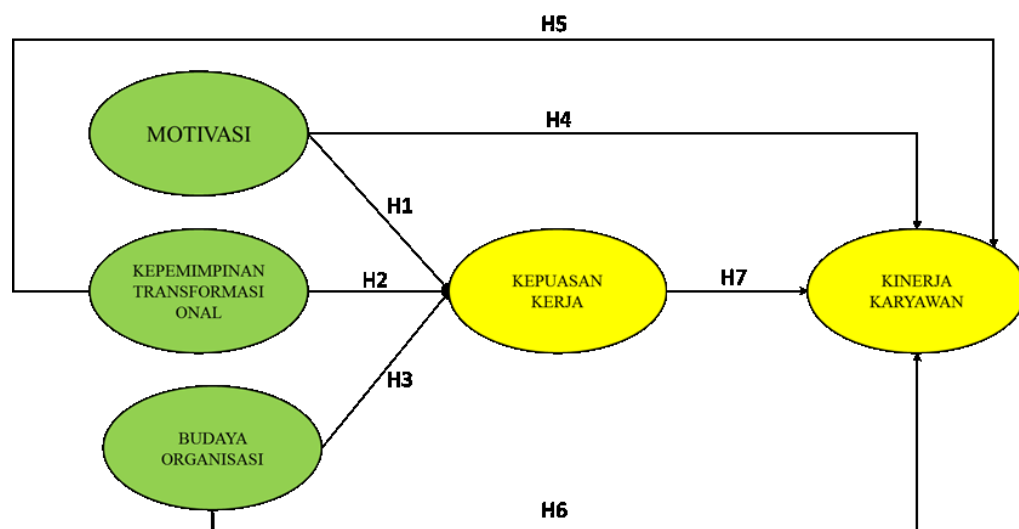 H5
MOTIVASI
H4
H1
KEPEMIMPINAN
TRANSFORMASI
ONAL
H2
KEPUASAN
KERJA
H7
KINERJA
KARYAWAN
H3
BUDAYA
ORGANISASI
H6